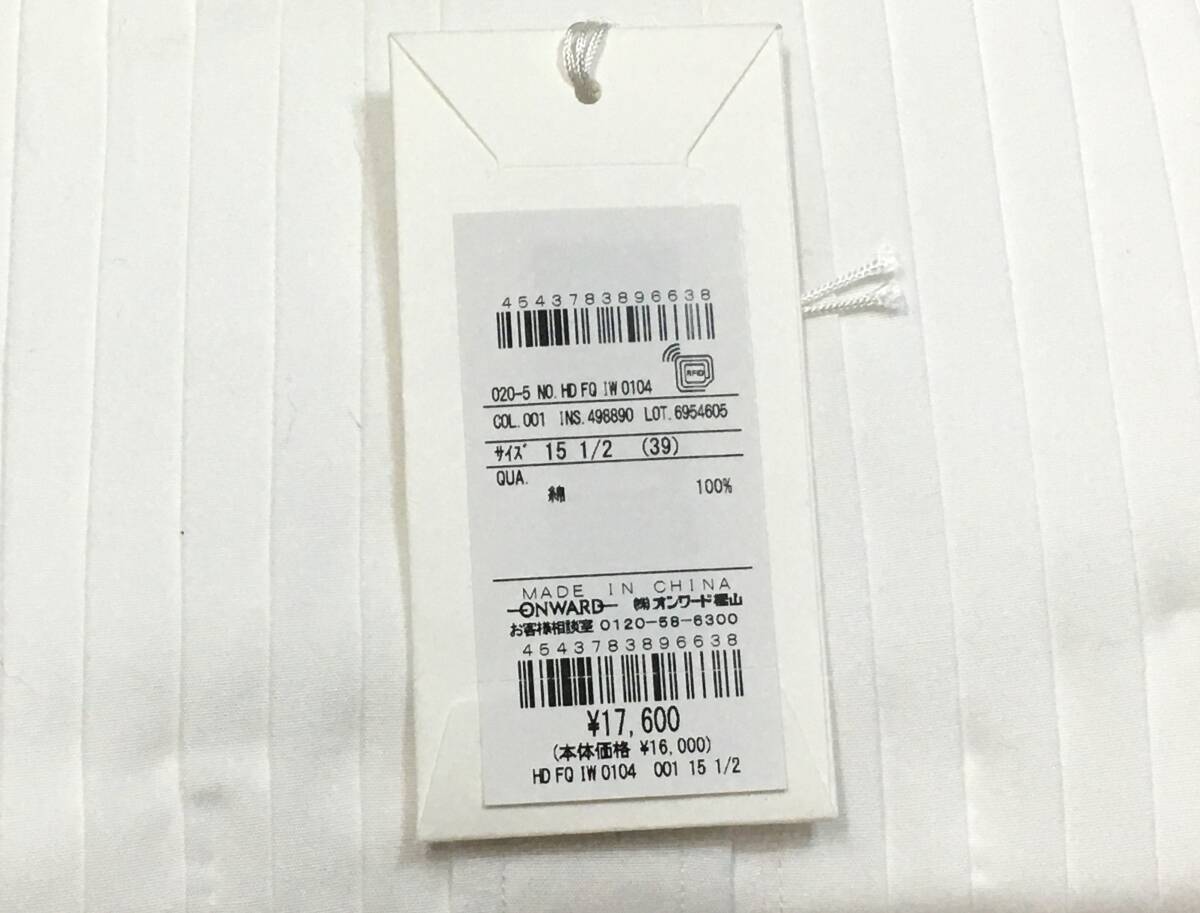 4543783896638
RFID
020-5 NO. HD FQ IW 0104
COL. 001 INS. 498890 LOT. 6954605
ｻｲｽﾞ 15 1/2 (39)
QUA.
綿 100%
MADE IN CHINA
ONWARD ㈱オンワード樫山
お客様相談室 0120-58-6300
4543783896638
¥17,600
(本体価格 ¥16,000)
HD FQ IW 0104 001 15 1/2